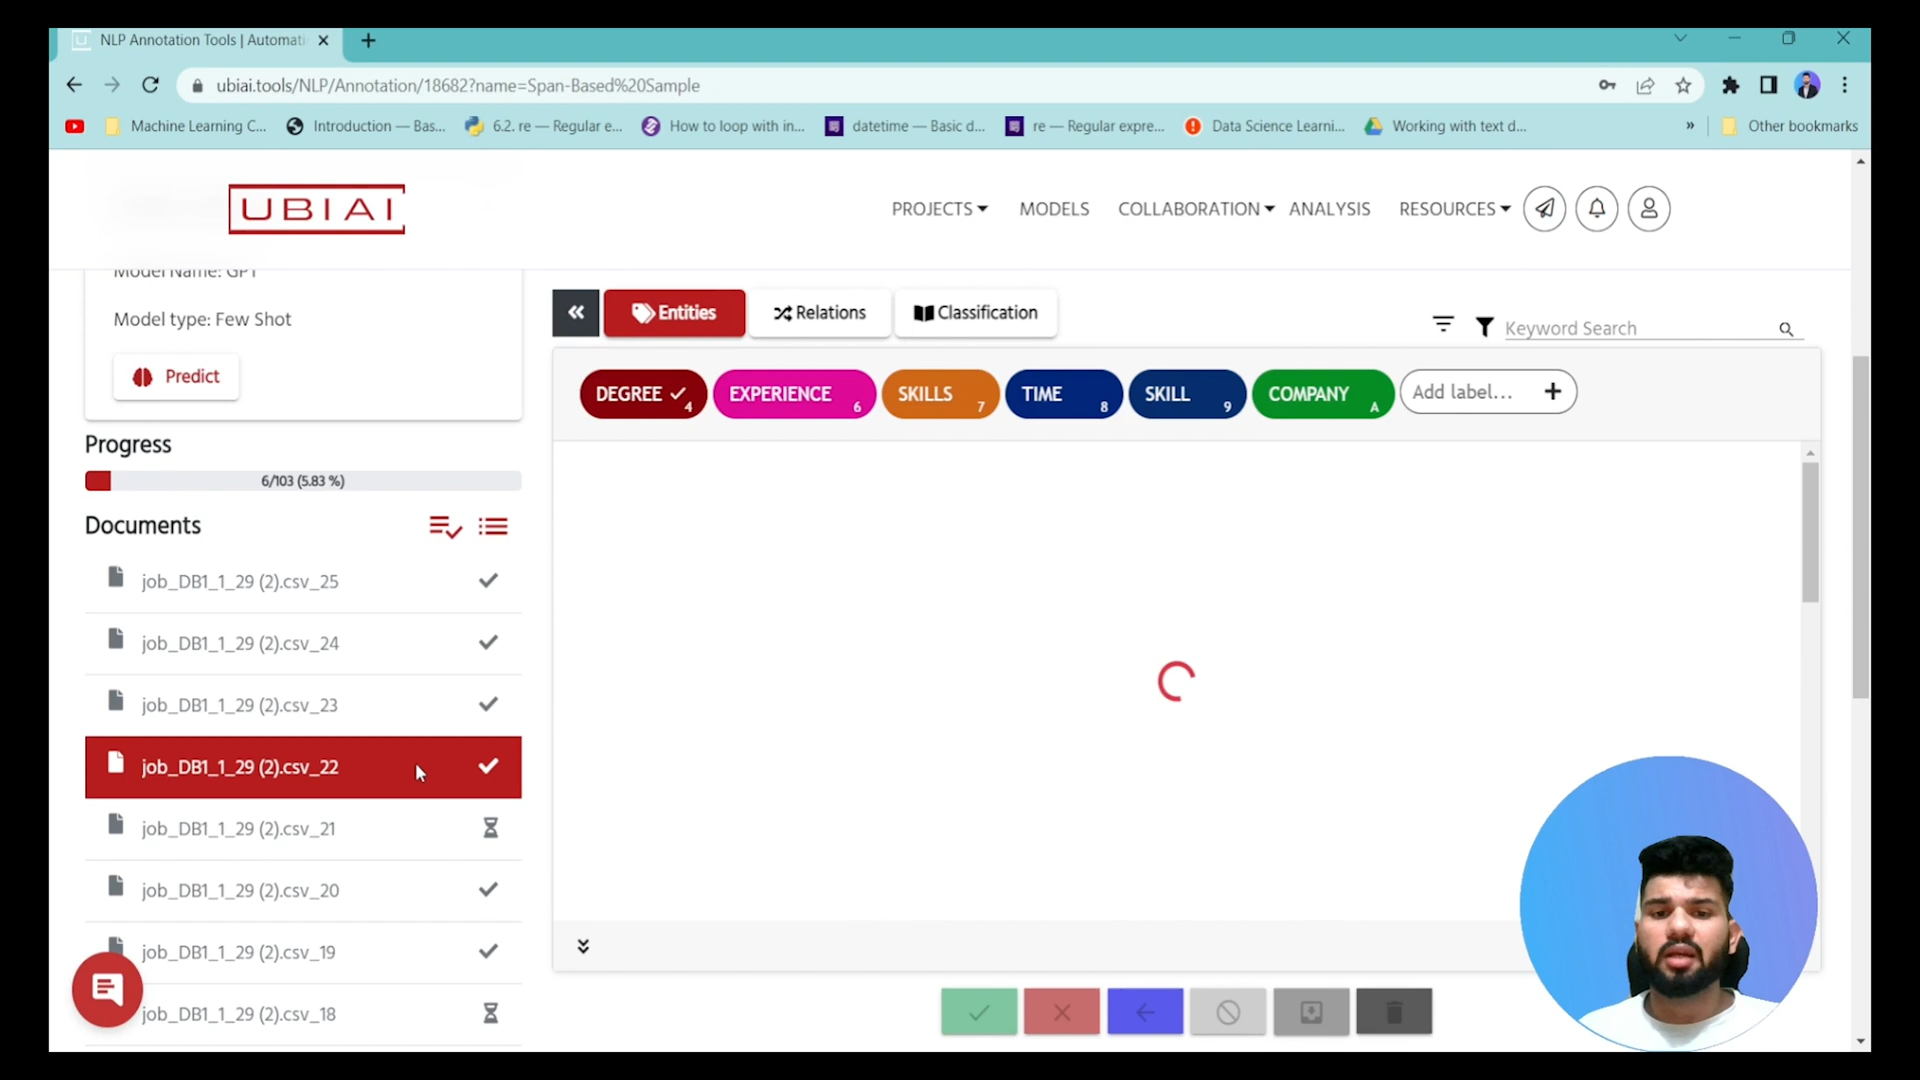 NLP Annotation Tools | Automati
ubiai.tools/NLP/Annotation/18682?name=Span-Based%20Sample
Machine Learning C... Introduction — Bas... 6.2. re — Regular e... How to loop with in... datetime — Basic d... re — Regular expre... Data Science Learni... Working with text d... » Other bookmarks
UBIAI PROJECTS MODELS COLLABORATION ANALYSIS RESOURCES
Model Name: GPT
Model type: Few Shot
Predict
Progress
6/103 (5.83 %)
Documents
job_DB1_1_29 (2).csv_25
job_DB1_1_29 (2).csv_24
job_DB1_1_29 (2).csv_23
job_DB1_1_29 (2).csv_22
job_DB1_1_29 (2).csv_21
job_DB1_1_29 (2).csv_20
job_DB1_1_29 (2).csv_19
job_DB1_1_29 (2).csv_18
Entities Relations Classification
Keyword Search
DEGREE 4 EXPERIENCE 6 SKILLS 7 TIME 8 SKILL 9 COMPANY A Add label... +